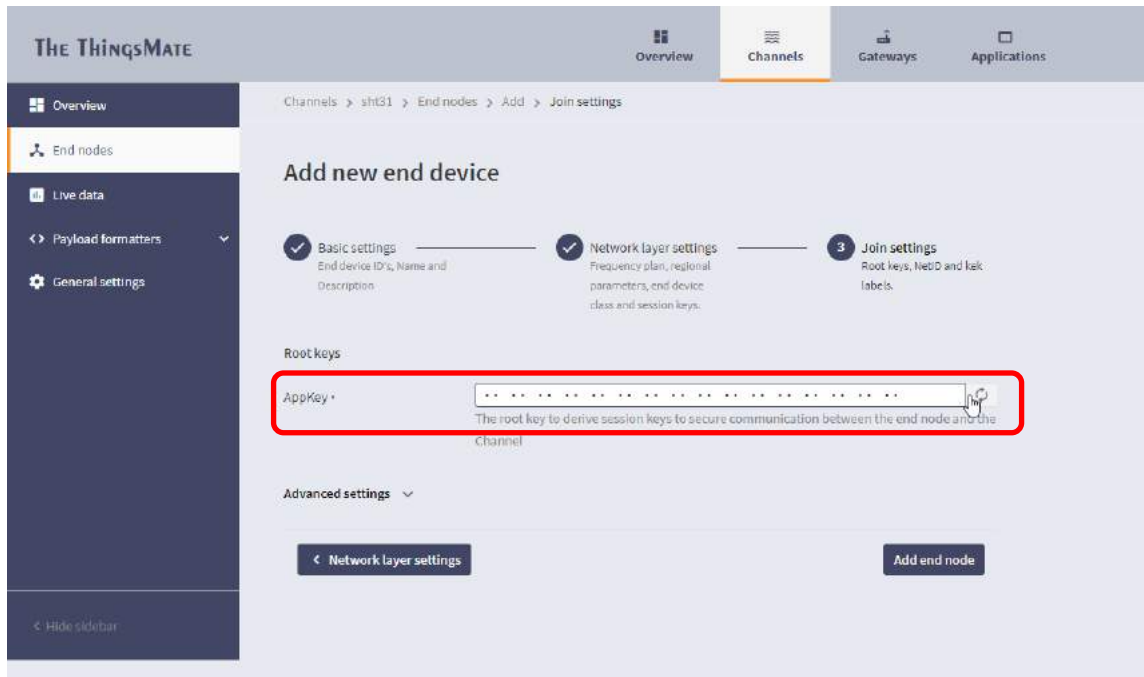 THE THINGSMATE
Overview
Channels
Gateways
Applications
Overview
End nodes
Live data
<> Payload formatters
General settings
< Hide sidebar
Channels > sht31 > End nodes > Add > Join settings
Add new end device
Basic settings
End device ID's, Name and
Description
Network layer settings
Frequency plan, regional
parameters, end device
class and session keys.
3 Join settings
Root keys, NetID and kek
labels.
Root keys
AppKey •
•• •• •• •• •• •• •• •• •• •• •• •• •• •• •• ••
The root key to derive session keys to secure communication between the end node and the
Channel
Advanced settings
< Network layer settings
Add end node